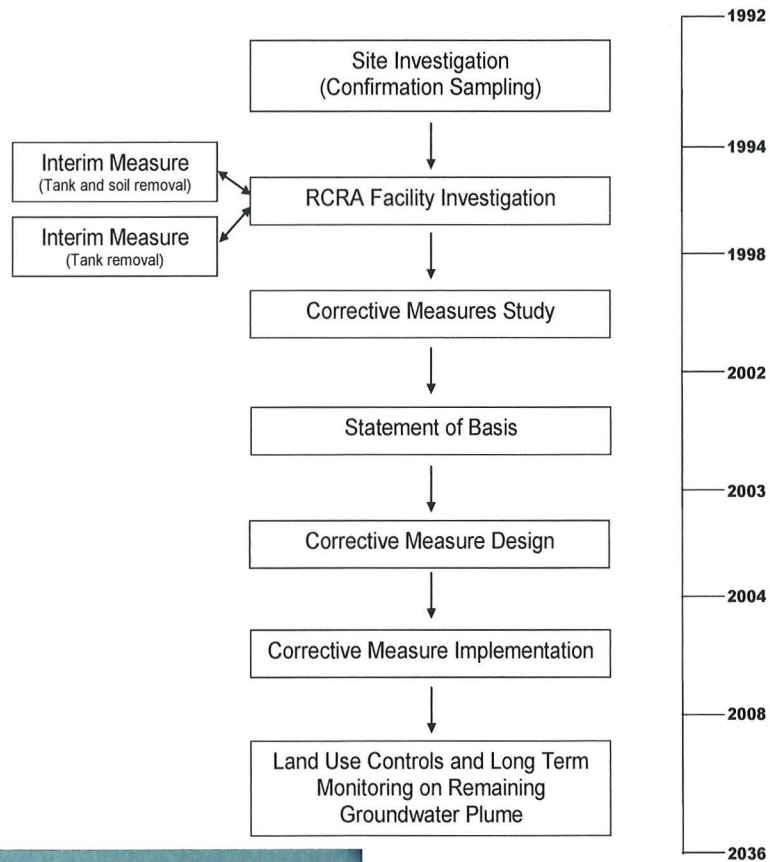 1992
Site Investigation
(Confirmation Sampling)
1994
Interim Measure
(Tank and soil removal)
RCRA Facility Investigation
Interim Measure
(Tank removal)
1998
Corrective Measures Study
2002
Statement of Basis
2003
Corrective Measure Design
2004
Corrective Measure Implementation
2008
Land Use Controls and Long Term
Monitoring on Remaining
Groundwater Plume
2036